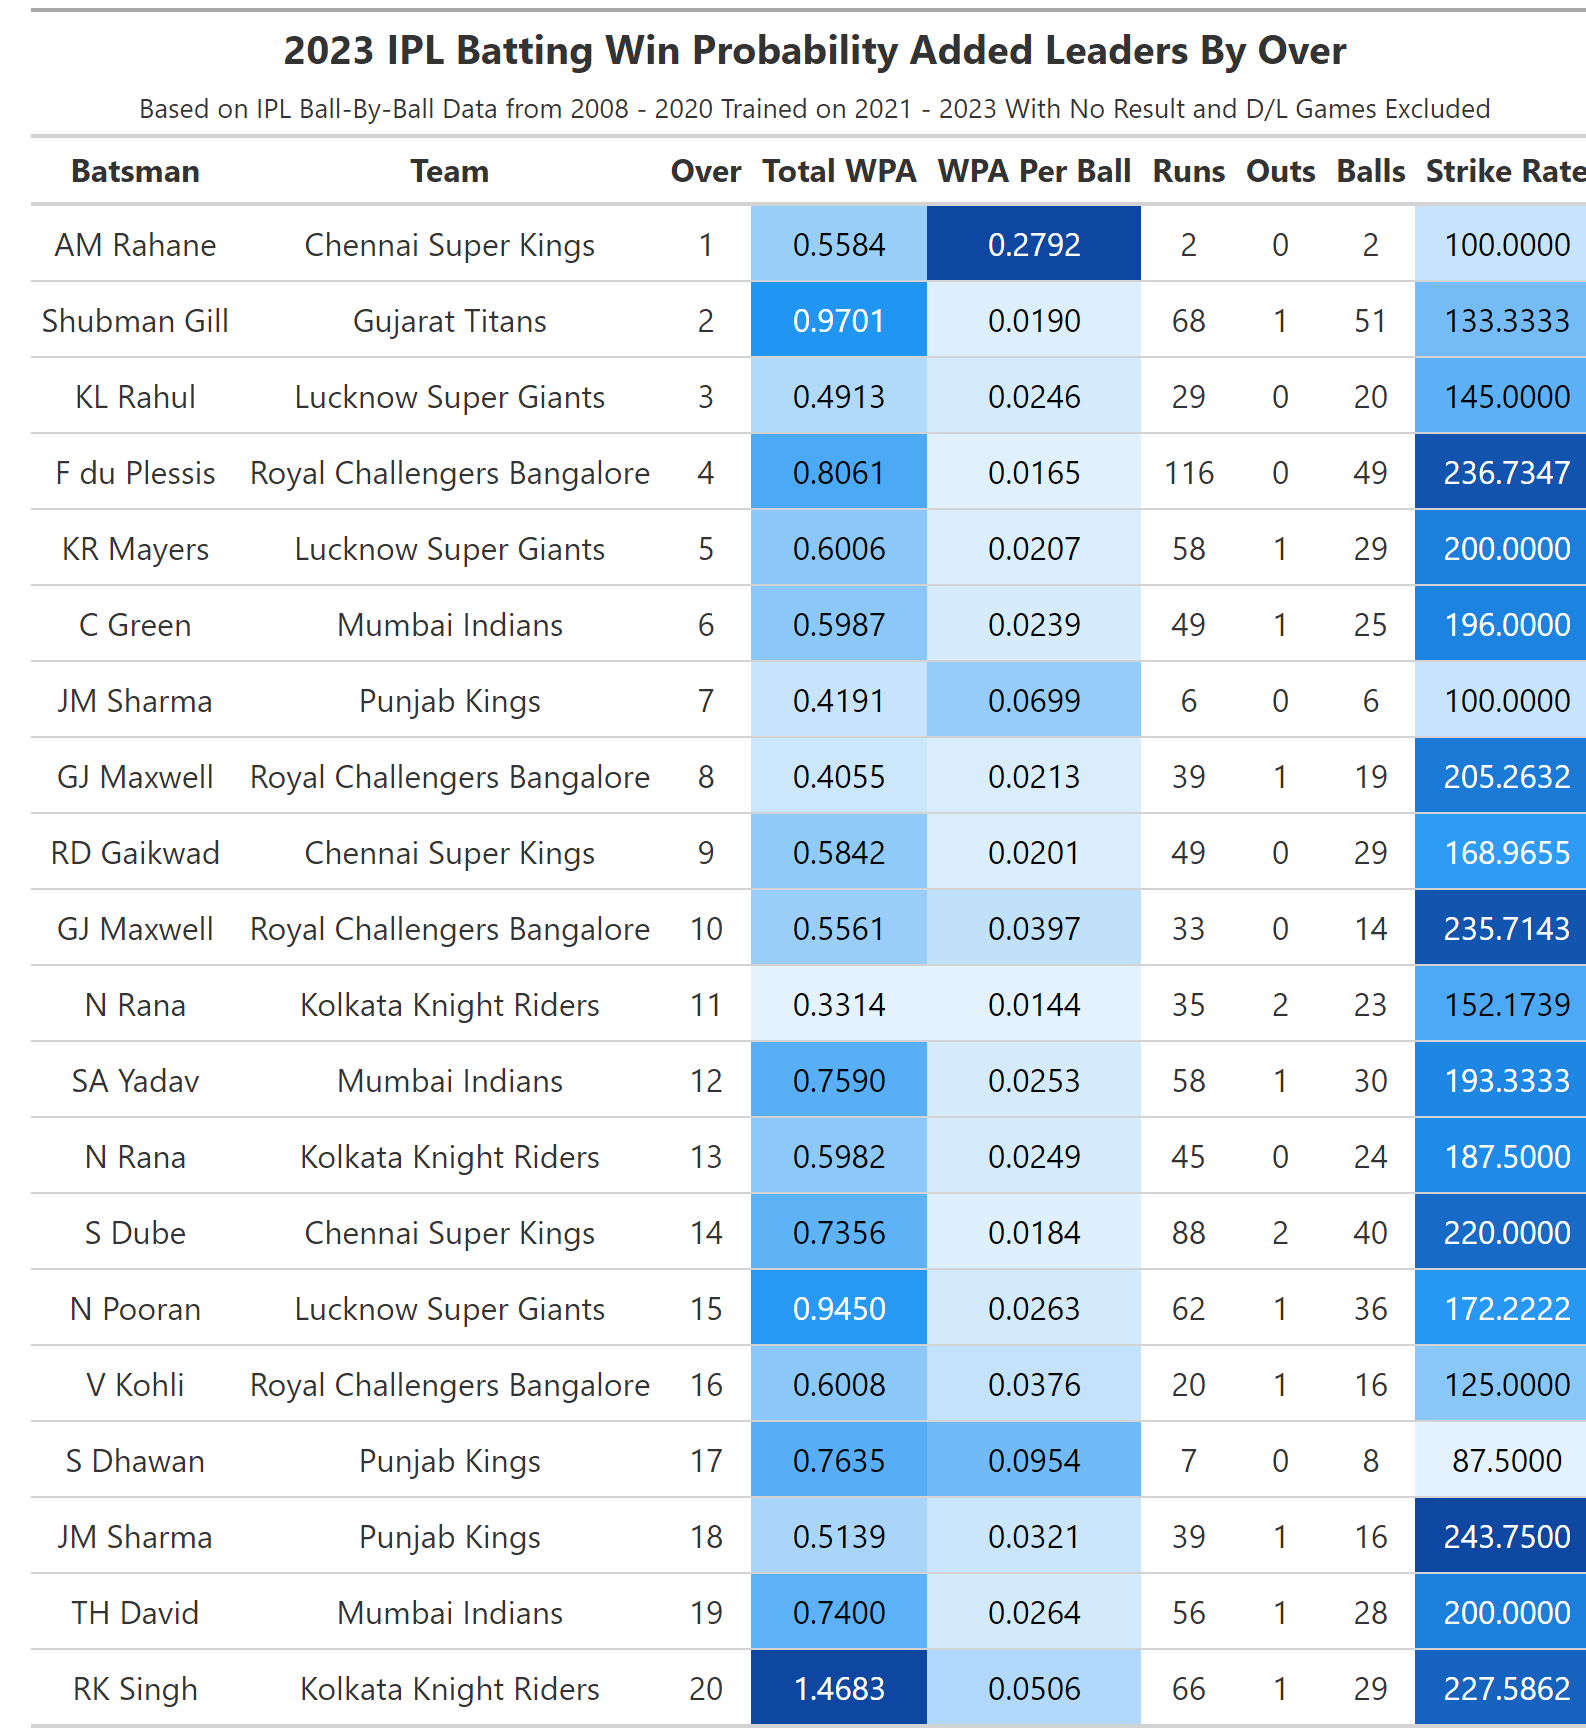 2023 IPL Batting Win Probability Added Leaders By Over
Based on IPL Ball-By-Ball Data from 2008 - 2020 Trained on 2021 - 2023 With No Result and D/L Games Excluded
Batsman Team Over Total WPA WPA Per Ball Runs Outs Balls Strike Rate
AM Rahane Chennai Super Kings 1 0.5584 0.2792 2 0 2 100.0000
Shubman Gill Gujarat Titans 2 0.9701 0.0190 68 1 51 133.3333
KL Rahul Lucknow Super Giants 3 0.4913 0.0246 29 0 20 145.0000
F du Plessis Royal Challengers Bangalore 4 0.8061 0.0165 116 0 49 236.7347
KR Mayers Lucknow Super Giants 5 0.6006 0.0207 58 1 29 200.0000
C Green Mumbai Indians 6 0.5987 0.0239 49 1 25 196.0000
JM Sharma Punjab Kings 7 0.4191 0.0699 6 0 6 100.0000
GJ Maxwell Royal Challengers Bangalore 8 0.4055 0.0213 39 1 19 205.2632
RD Gaikwad Chennai Super Kings 9 0.5842 0.0201 49 0 29 168.9655
GJ Maxwell Royal Challengers Bangalore 10 0.5561 0.0397 33 0 14 235.7143
N Rana Kolkata Knight Riders 11 0.3314 0.0144 35 2 23 152.1739
SA Yadav Mumbai Indians 12 0.7590 0.0253 58 1 30 193.3333
N Rana Kolkata Knight Riders 13 0.5982 0.0249 45 0 24 187.5000
S Dube Chennai Super Kings 14 0.7356 0.0184 88 2 40 220.0000
N Pooran Lucknow Super Giants 15 0.9450 0.0263 62 1 36 172.2222
V Kohli Royal Challengers Bangalore 16 0.6008 0.0376 20 1 16 125.0000
S Dhawan Punjab Kings 17 0.7635 0.0954 7 0 8 87.5000
JM Sharma Punjab Kings 18 0.5139 0.0321 39 1 16 243.7500
TH David Mumbai Indians 19 0.7400 0.0264 56 1 28 200.0000
RK Singh Kolkata Knight Riders 20 1.4683 0.0506 66 1 29 227.5862